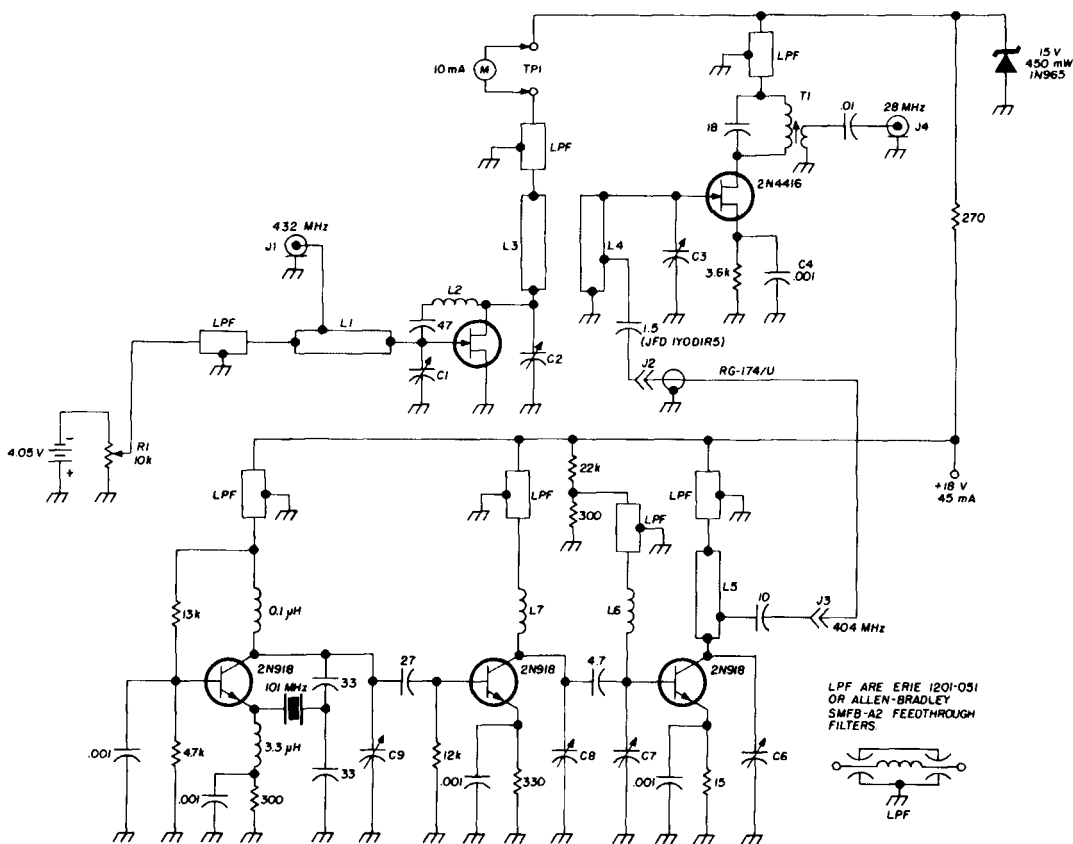 10 mA
M
TP1
LPF
15 V
450 mW
1N965
T1
18
.01
28 MHz
J4
LPF
2N4416
432 MHz
J1
L3
L4
C3
3.6k
C4
.001
270
LPF
L1
L2
47
C1
C2
1.5
(JFD 1YODIR5)
J2
RG-174/U
4.05 V
-
+
R1
10k
+18 V
45 mA
LPF
LPF
22k
300
LPF
LPF
13k
0.1 µH
L7
L6
L5
10
J3
404 MHz
2N918
101 MHz
33
27
2N918
4.7
2N918
.001
4.7k
3.3 µH
.001
300
33
C9
12k
.001
330
C8
C7
.001
15
C6
LPF ARE ERIE 1201-051
OR ALLEN-BRADLEY
SMFB-A2 FEEDTHROUGH
FILTERS.
LPF